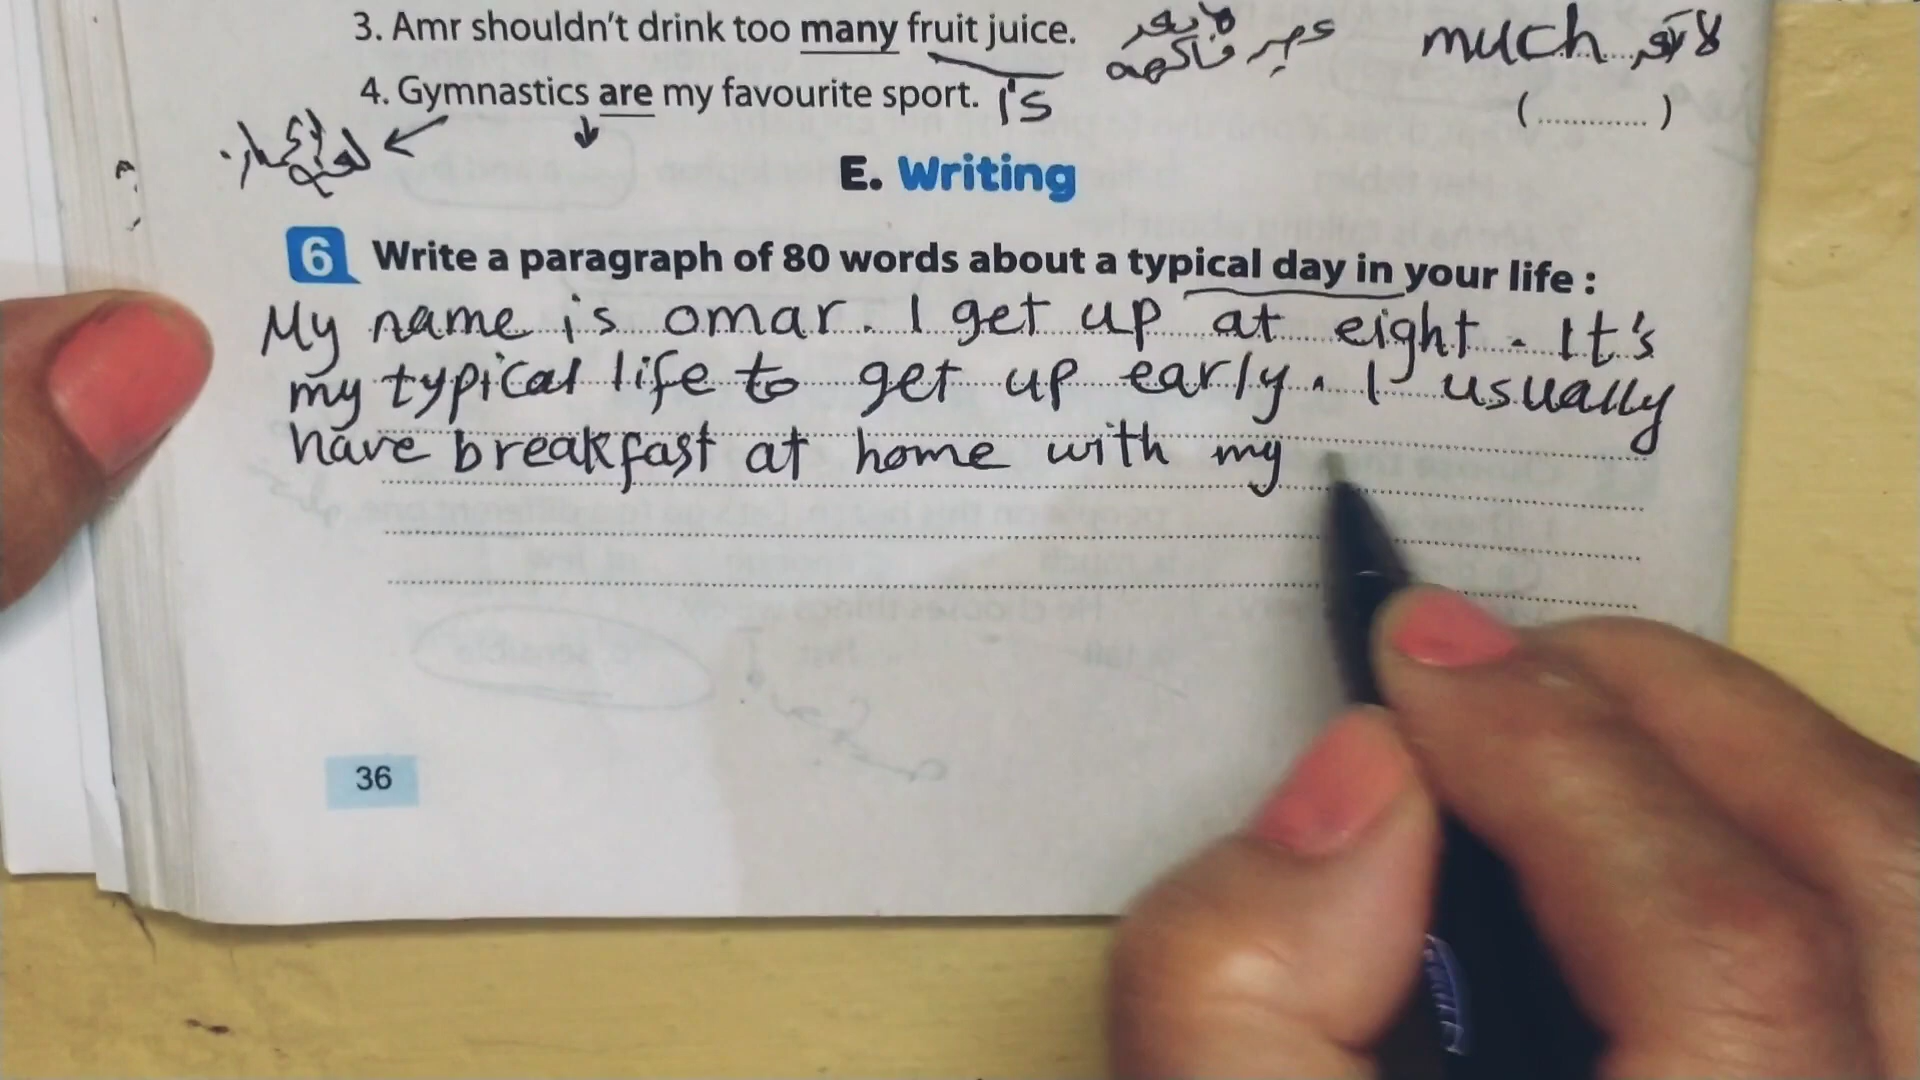 3. Amr shouldn't drink too many fruit juice. عصير فاكهة لا يعد much لا تعد
4. Gymnastics are my favourite sport. is (............)
لعبة الجمباز
E. Writing
6 Write a paragraph of 80 words about a typical day in your life :
My name is omar. I get up at eight. It's
my typical life to get up early. I usually
have breakfast at home with my
36